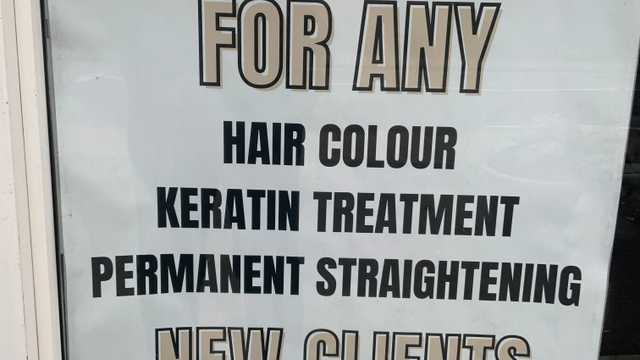 FOR ANY
HAIR COLOUR
KERATIN TREATMENT
PERMANENT STRAIGHTENING
NEW CLIENTS